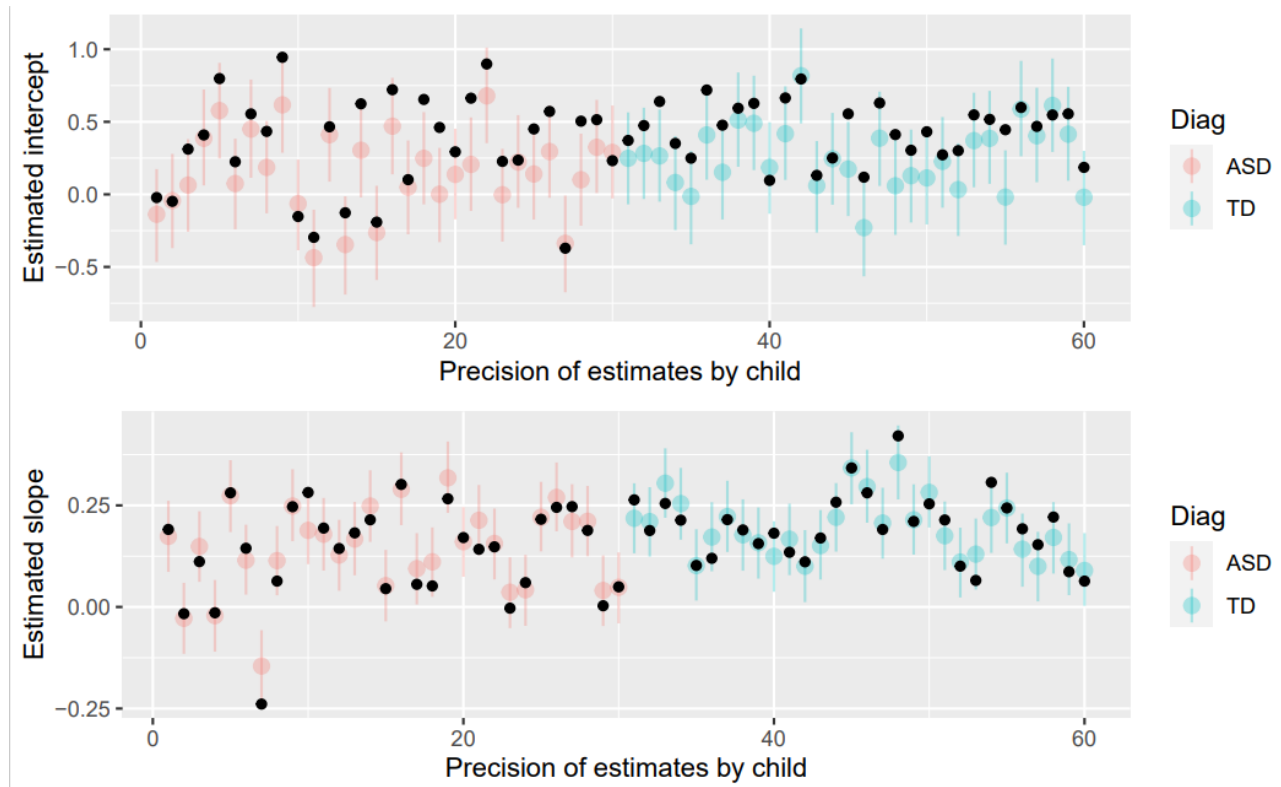 1.0
0.5
0.0
−0.5
Estimated intercept
0 20 40 60
Precision of estimates by child
Diag
ASD
TD
0.25
0.00
−0.25
Estimated slope
0 20 40 60
Precision of estimates by child
Diag
ASD
TD